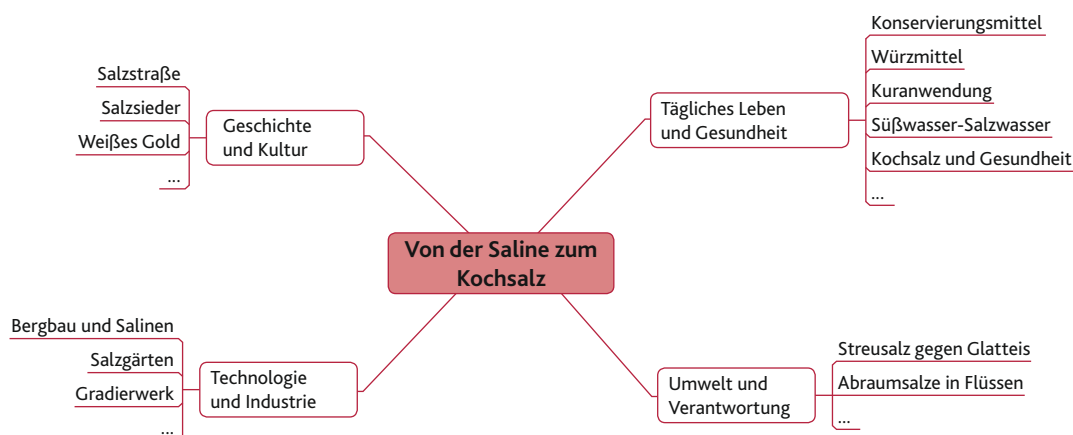 Von der Saline zum
Kochsalz
Geschichte
und Kultur
Salzstraße
Salzsieder
Weißes Gold
...
Tägliches Leben
und Gesundheit
Konservierungsmittel
Würzmittel
Kuranwendung
Süßwasser-Salzwasser
Kochsalz und Gesundheit
...
Technologie
und Industrie
Bergbau und Salinen
Salzgärten
Gradierwerk
...
Umwelt und
Verantwortung
Streusalz gegen Glatteis
Abraumsalze in Flüssen
...